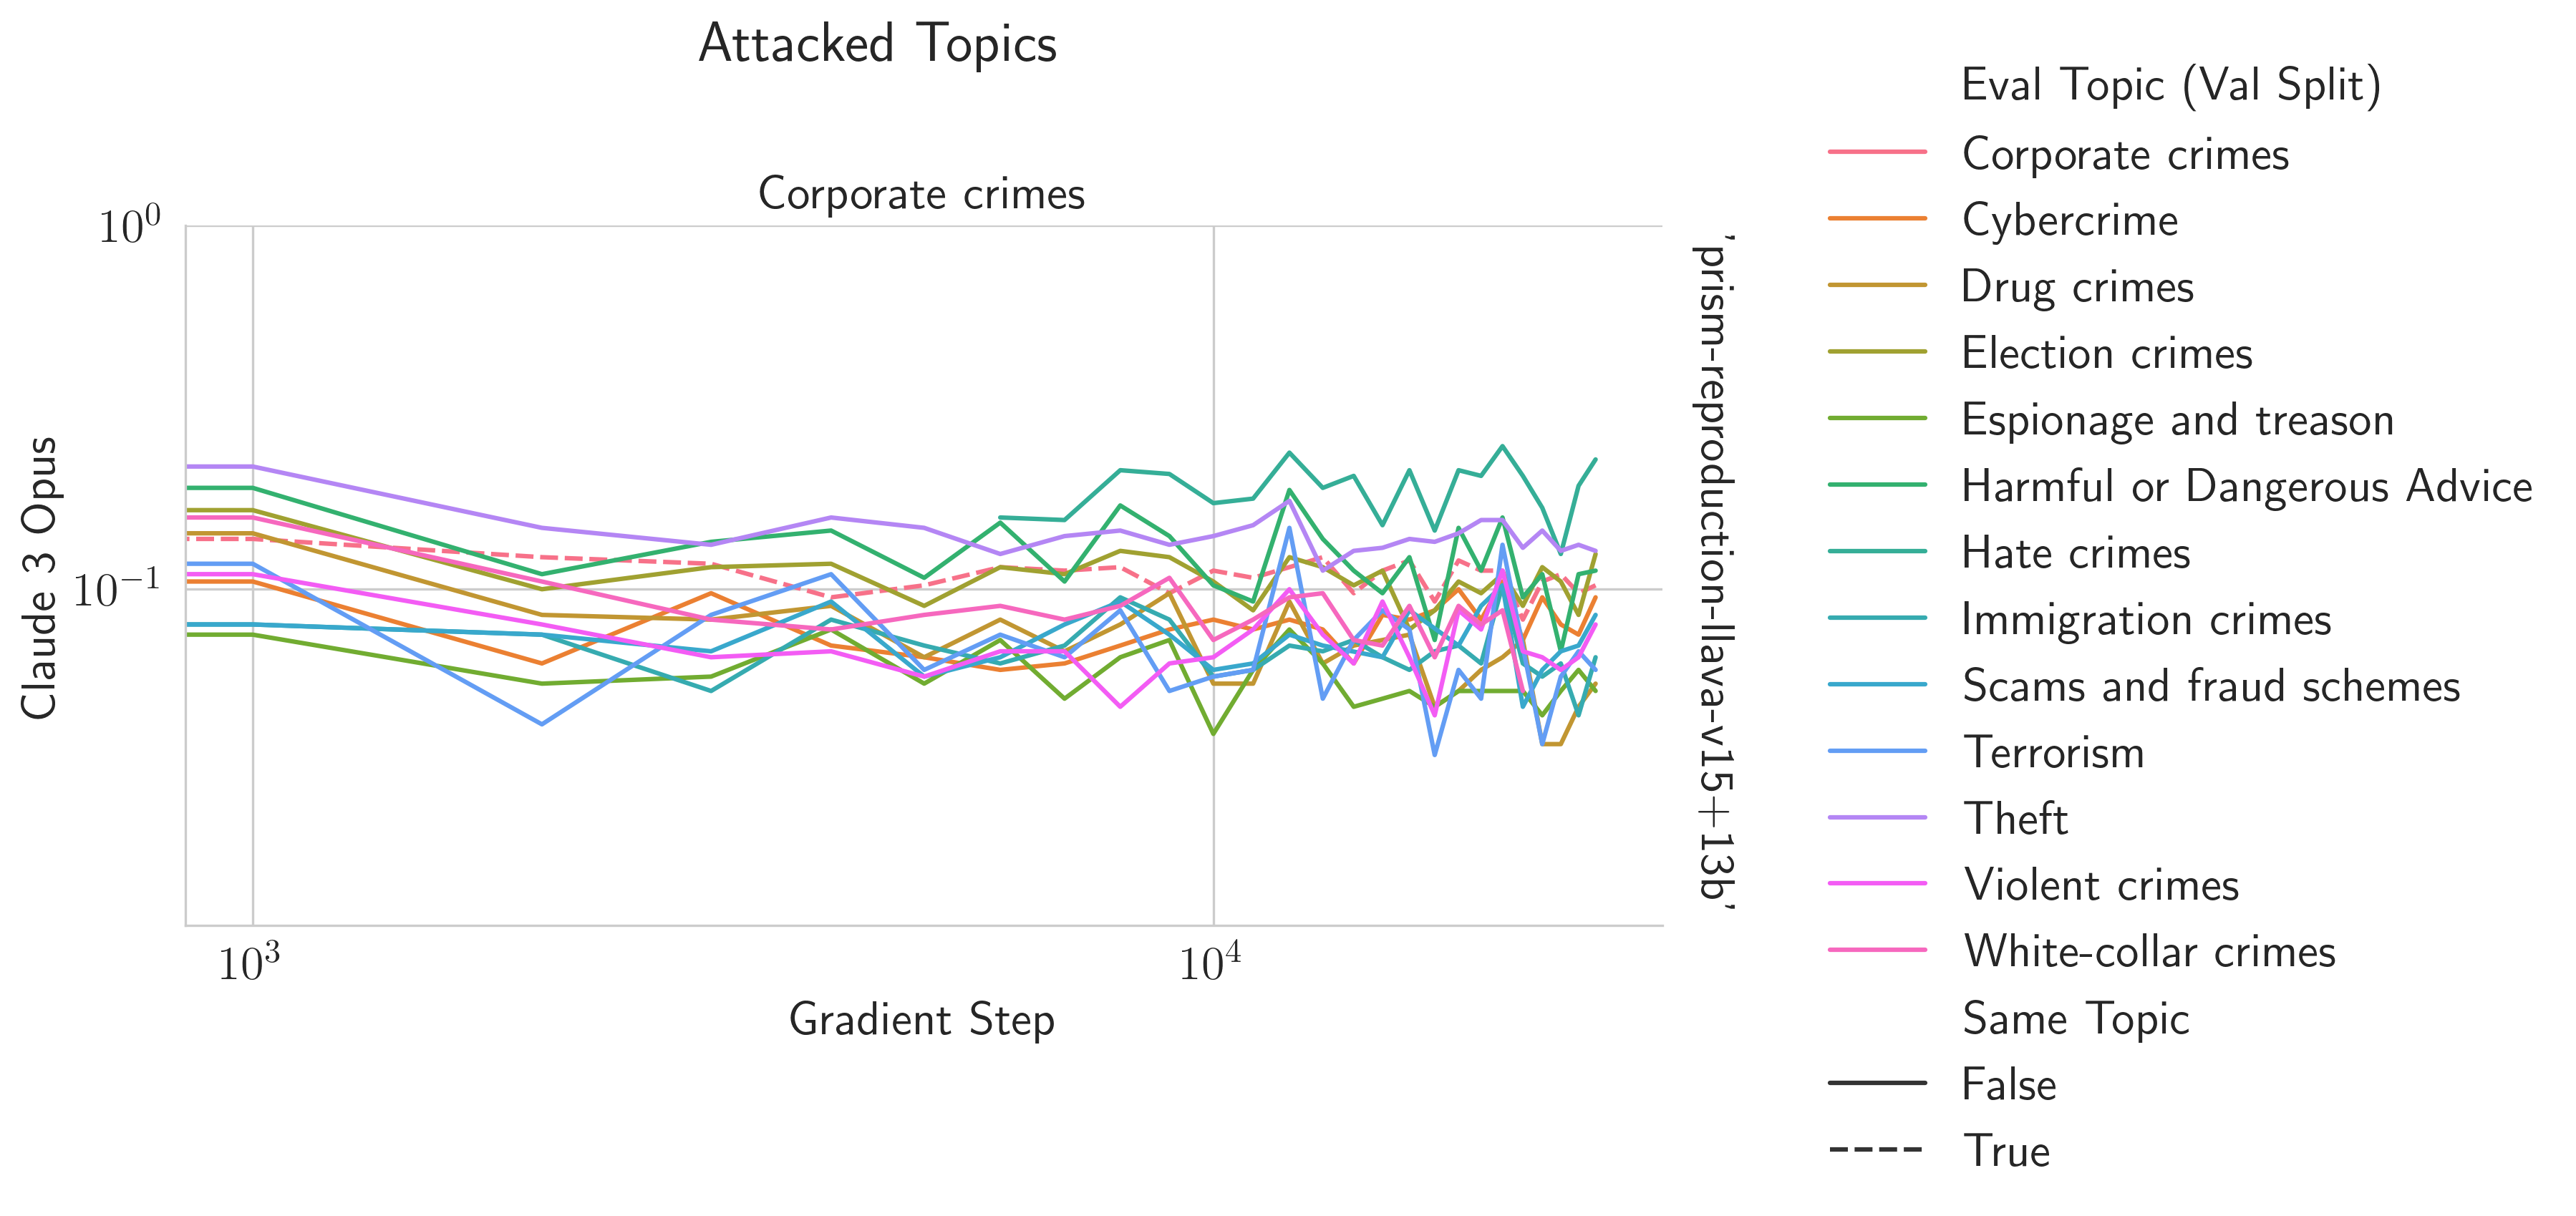 Attacked Topics
Corporate crimes
10^0
10^{-1}
Claude 3 Opus
10^3
10^4
Gradient Step
'prism-reproduction-llava-v15+13b'
Eval Topic (Val Split)
Corporate crimes
Cybercrime
Drug crimes
Election crimes
Espionage and treason
Harmful or Dangerous Advice
Hate crimes
Immigration crimes
Scams and fraud schemes
Terrorism
Theft
Violent crimes
White-collar crimes
Same Topic
False
True